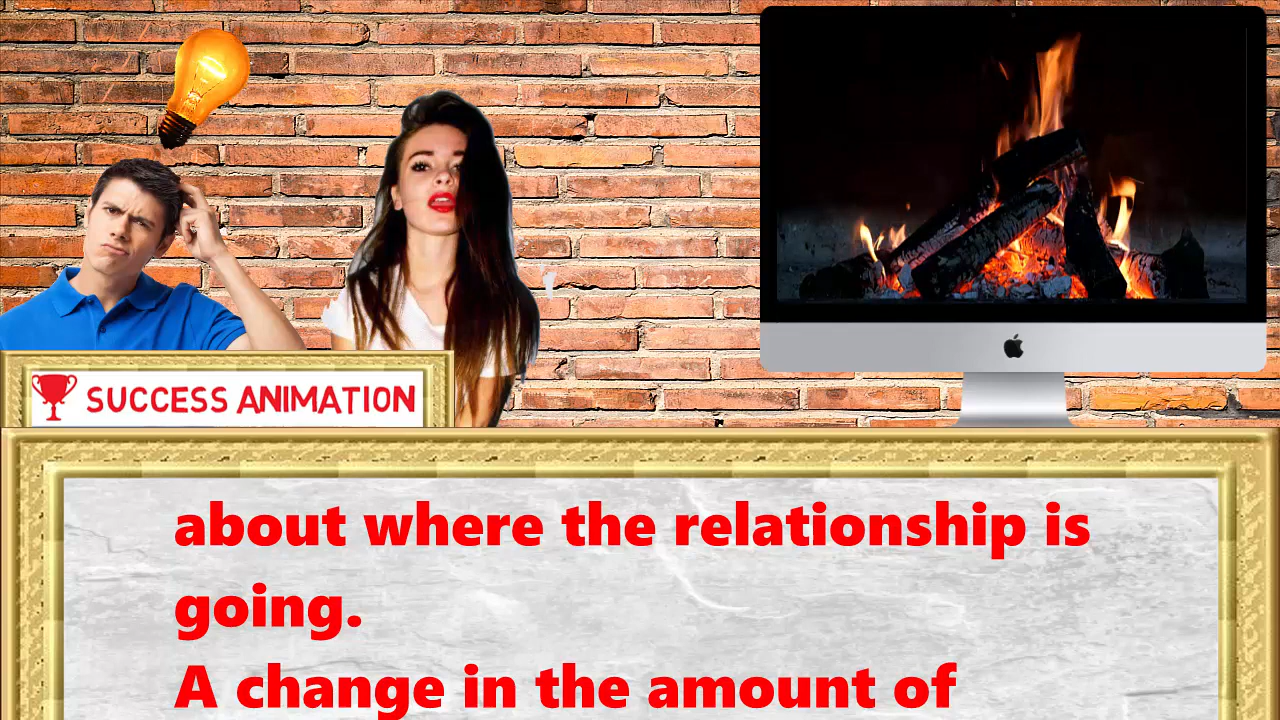 SUCCESS ANIMATION
about where the relationship is
going.
A change in the amount of